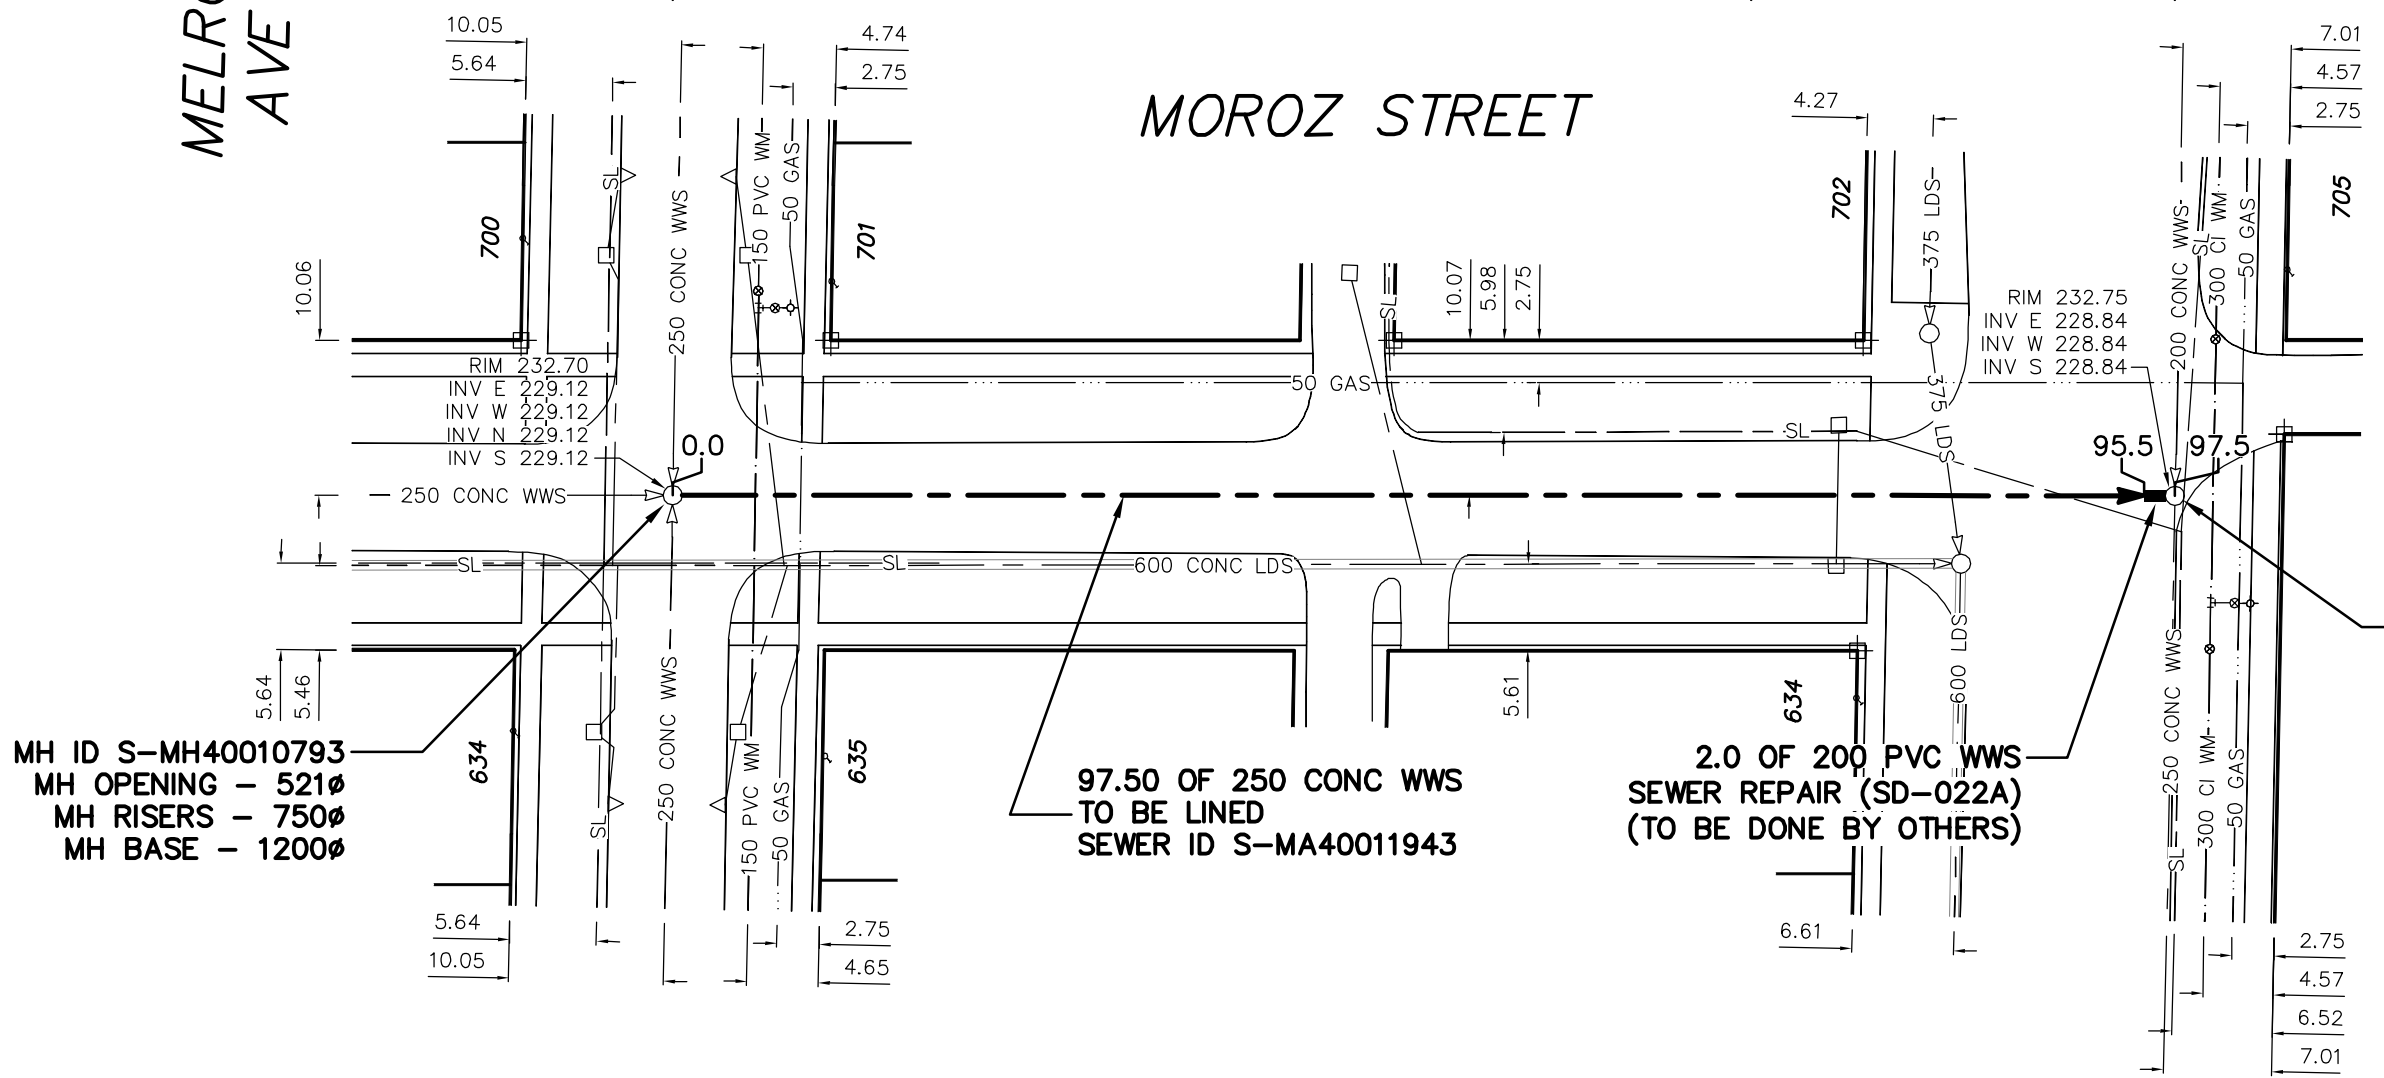 AVE
MOROZ STREET
10.05
5.64
4.74
2.75
4.27
7.01
4.57
2.75
700
SL
250 CONC WWS
150 PVC WM
50 GAS
701
702
375 LDS
200 CONC WWS
SL
300 CI WM
50 GAS
705
10.06
SL
10.07
5.98
2.75
RIM 232.75
INV E 228.84
INV W 228.84
INV S 228.84
RIM 232.70
INV E 229.12
INV W 229.12
INV N 229.12
INV S 229.12
50 GAS
375 LDS
0.0
SL
95.5
97.5
250 CONC WWS
SL
SL
600 CONC LDS
5.64
5.46
5.61
600 LDS
634
250 CONC WWS
635
634
250 CONC WWS
MH ID S-MH40010793
MH OPENING - 521ø
MH RISERS - 750ø
MH BASE - 1200ø
SL
150 PVC WM
50 GAS
97.50 OF 250 CONC WWS
TO BE LINED
SEWER ID S-MA40011943
2.0 OF 200 PVC WWS
SEWER REPAIR (SD-022A)
(TO BE DONE BY OTHERS)
SL
300 CI WM
50 GAS
5.64
10.05
2.75
4.65
6.61
2.75
4.57
6.52
7.01